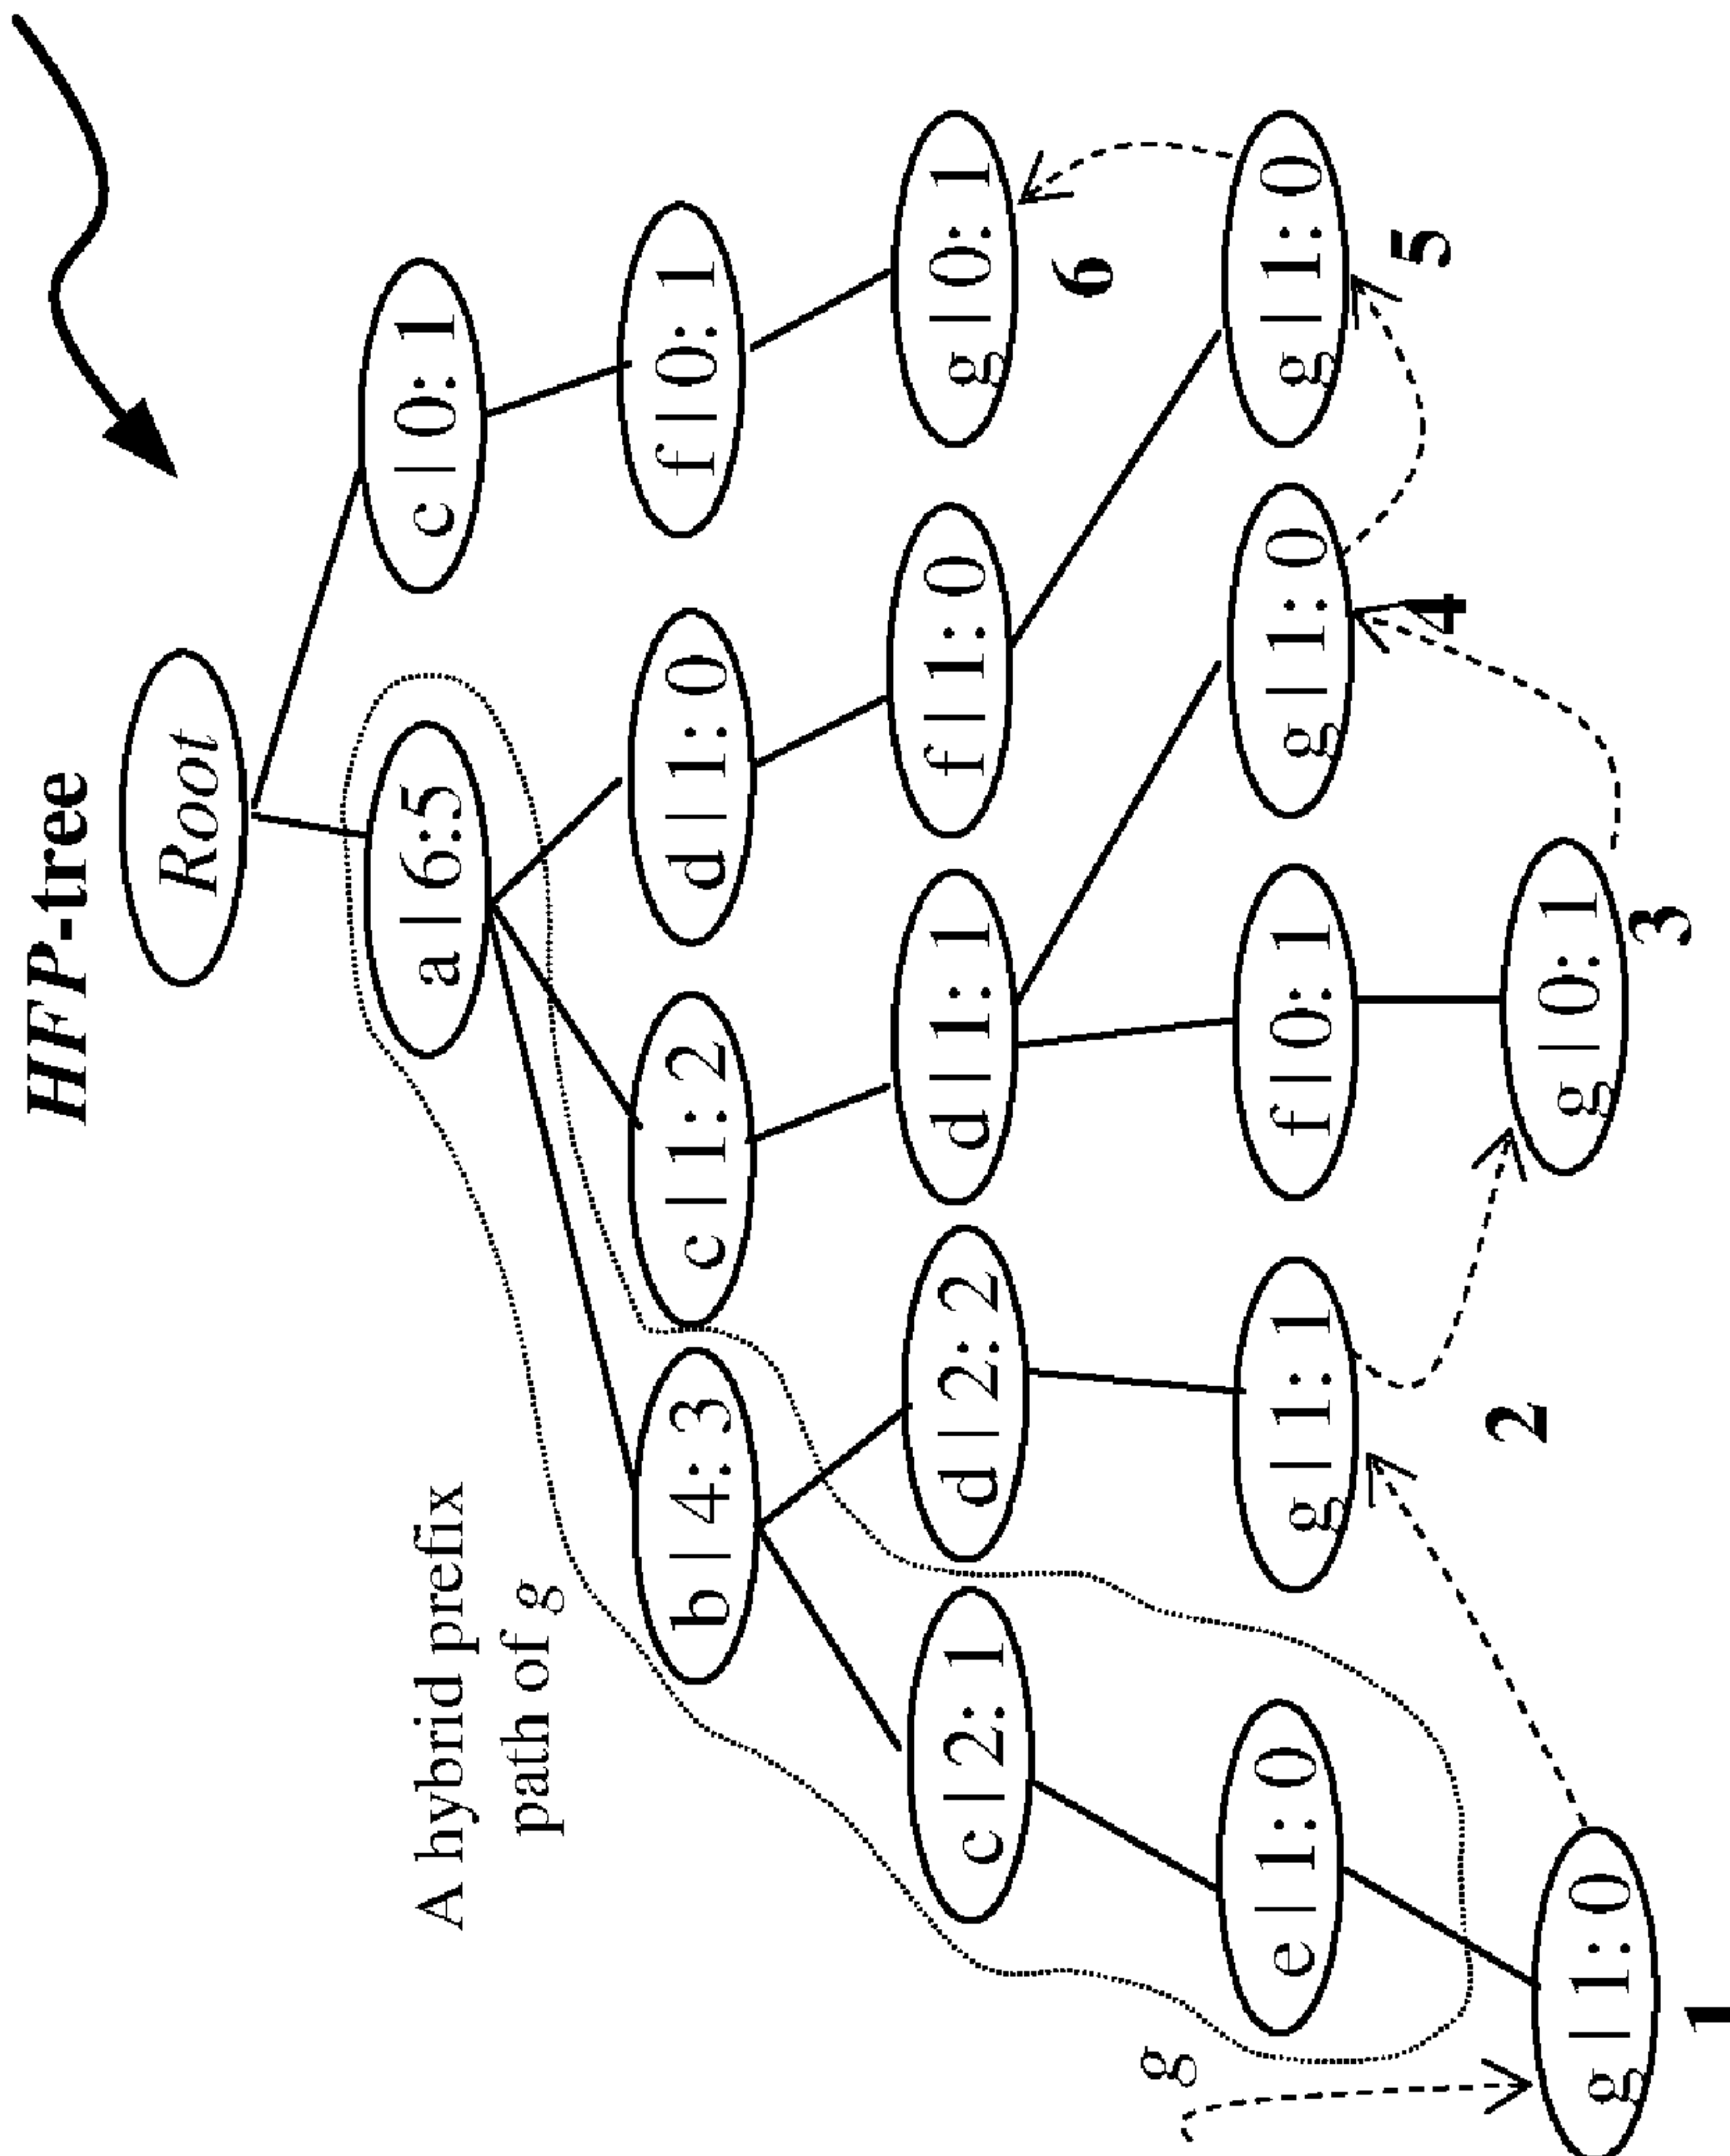 HFP-tree
Root
a | 6:5
c | 0: 1
A hybrid prefix
path of g
b | 4: 3
c | 1: 2
d | 1: 0
f | 0: 1
c | 2: 1
d | 2: 2
d | 1: 1
f | 1: 0
g | 0: 1
6
g
e | 1: 0
g | 1: 1
f | 0: 1
g | 1: 0
g | 1: 0
2
4
5
g | 1: 0
g | 0: 1
1
3